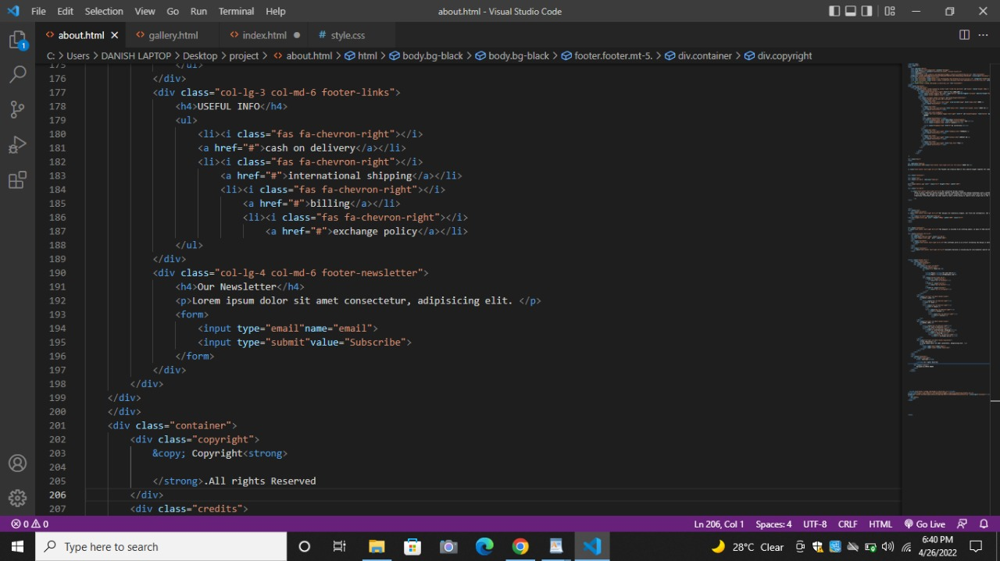 File Edit Selection View Go Run Terminal Help about.html - Visual Studio Code
about.html gallery.html index.html style.css
C: > Users > DANISH LAPTOP > Desktop > project > about.html > html > body.bg-black > body.bg-black > footer.footer.mt-5. > div.container > div.copyright
1
175 </ul>
176 </div>
177 <div class="col-lg-3 col-md-6 footer-links">
178 <h4>USEFUL INFO</h4>
179 <ul>
180 <li><i class="fas fa-chevron-right"></i>
181 <a href="#">cash on delivery</a></li>
182 <li><i class="fas fa-chevron-right"></i>
183 <a href="#">international shipping</a></li>
184 <li><i class="fas fa-chevron-right"></i>
185 <a href="#">billing</a></li>
186 <li><i class="fas fa-chevron-right"></i>
187 <a href="#">exchange policy</a></li>
188 </ul>
189 </div>
190 <div class="col-lg-4 col-md-6 footer-newsletter">
191 <h4>Our Newsletter</h4>
192 <p>Lorem ipsum dolor sit amet consectetur, adipisicing elit. </p>
193 <form>
194 <input type="email"name="email">
195 <input type="submit"value="Subscribe">
196 </form>
197 </div>
198 </div>
199 </div>
200 </div>
201 <div class="container">
202 <div class="copyright">
203 &copy; Copyright<strong>
204
205 </strong>.All rights Reserved
206 </div>
207 <div class="credits">
0 0 Ln 206, Col 1 Spaces: 4 UTF-8 CRLF HTML Go Live
Type here to search 28°C Clear 6:40 PM
4/26/2022